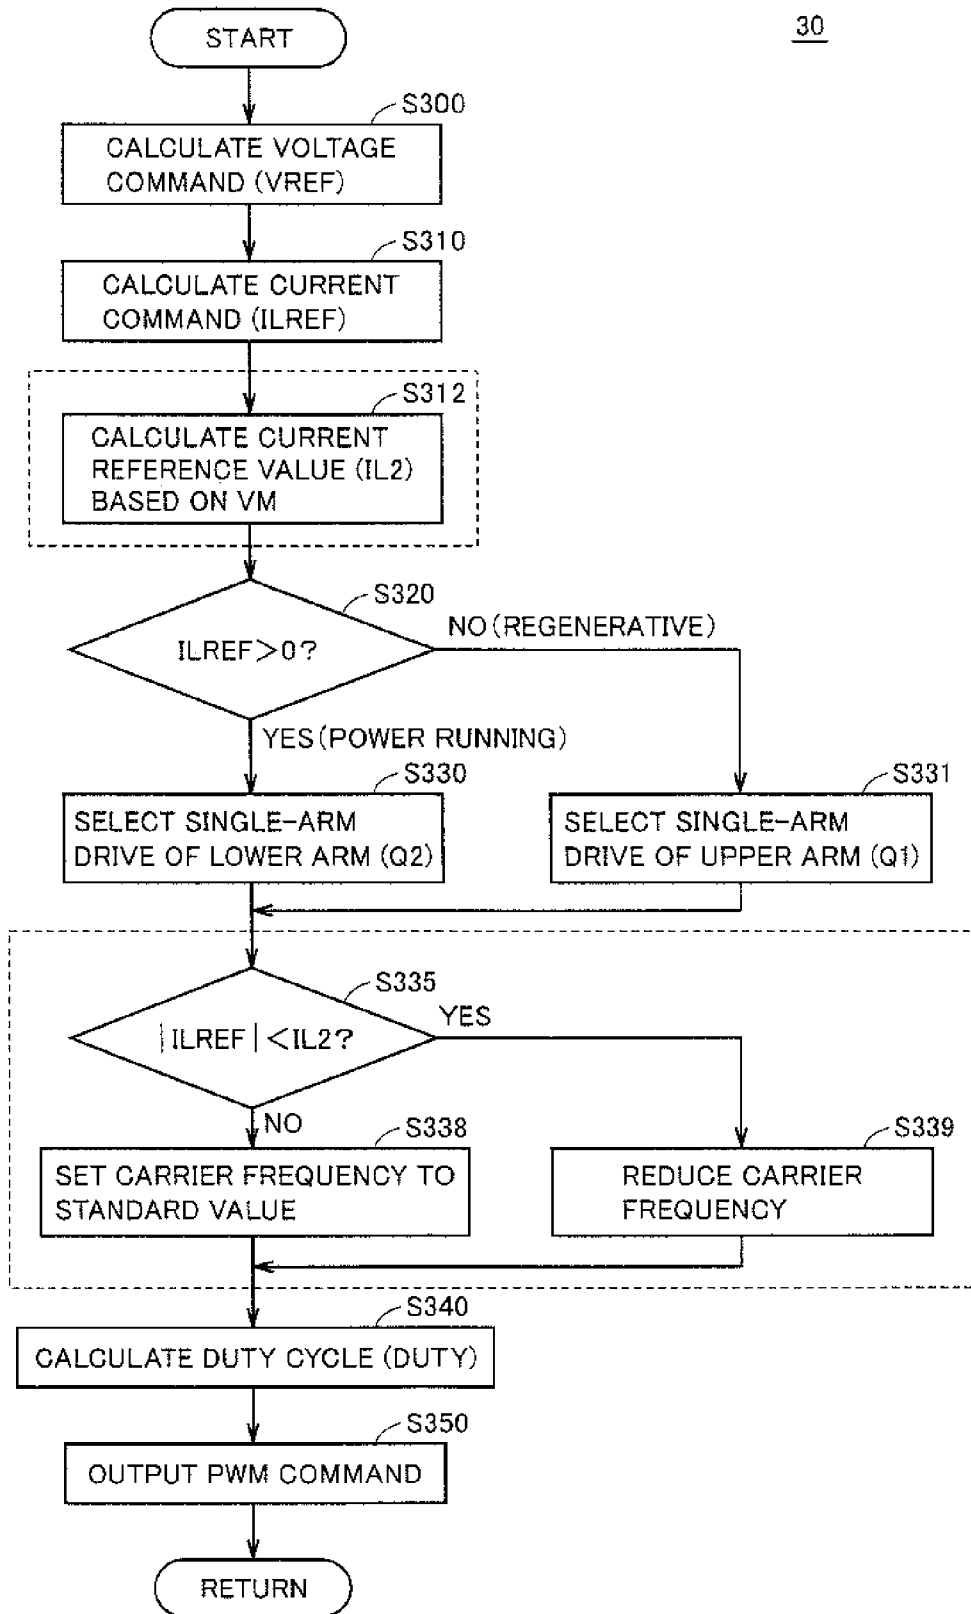 START
30
S300
CALCULATE VOLTAGE
COMMAND (VREF)
S310
CALCULATE CURRENT
COMMAND (ILREF)
S312
CALCULATE CURRENT
REFERENCE VALUE (IL2)
BASED ON VM
S320
ILREF>0?
NO(REGENERATIVE)
YES(POWER RUNNING)
S330
SELECT SINGLE-ARM
DRIVE OF LOWER ARM (Q2)
S331
SELECT SINGLE-ARM
DRIVE OF UPPER ARM (Q1)
S335
|ILREF|<IL2?
YES
NO
S338
SET CARRIER FREQUENCY TO
STANDARD VALUE
S339
REDUCE CARRIER
FREQUENCY
S340
CALCULATE DUTY CYCLE (DUTY)
S350
OUTPUT PWM COMMAND
RETURN